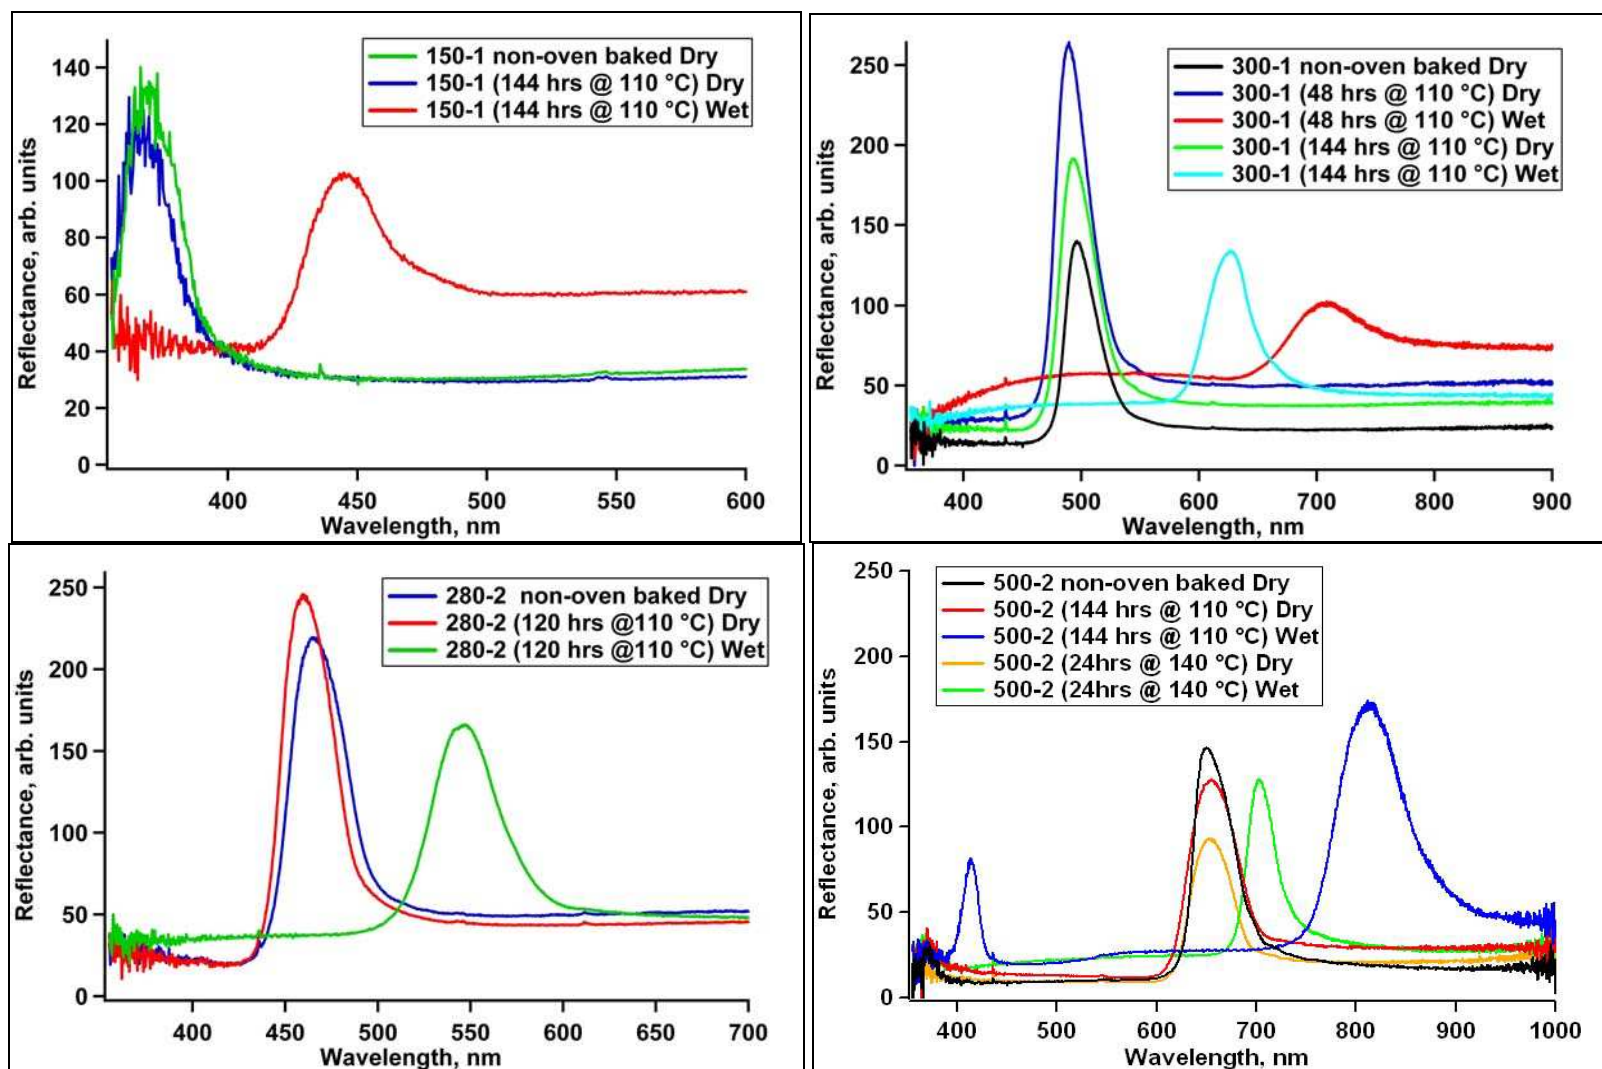 150-1 non-oven baked Dry
150-1 (144 hrs @ 110 °C) Dry
150-1 (144 hrs @ 110 °C) Wet
Reflectance, arb. units
140
120
100
80
60
40
20
0
400 450 500 550 600
Wavelength, nm
300-1 non-oven baked Dry
300-1 (48 hrs @ 110 °C) Dry
300-1 (48 hrs @ 110 °C) Wet
300-1 (144 hrs @ 110 °C) Dry
300-1 (144 hrs @ 110 °C) Wet
Reflectance, arb. units
250
200
150
100
50
0
400 500 600 700 800 900
Wavelength, nm
280-2 non-oven baked Dry
280-2 (120 hrs @110 °C) Dry
280-2 (120 hrs @110 °C) Wet
Reflectance, arb. units
250
200
150
100
50
0
400 450 500 550 600 650 700
Wavelength, nm
500-2 non-oven baked Dry
500-2 (144 hrs @ 110 °C) Dry
500-2 (144 hrs @ 110 °C) Wet
500-2 (24hrs @ 140 °C) Dry
500-2 (24hrs @ 140 °C) Wet
Reflectance, arb. units
250
200
150
100
50
0
400 500 600 700 800 900 1000
Wavelength, nm